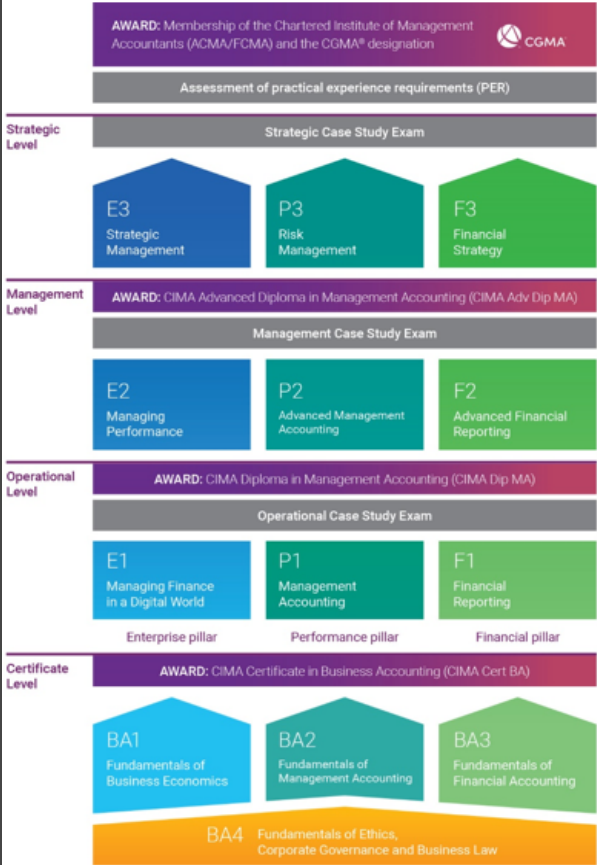 AWARD: Membership of the Chartered Institute of Management
Accountants (ACMA/FCMA) and the CGMA® designation
CGMA
Assessment of practical experience requirements (PER)
Strategic
Level
Strategic Case Study Exam
E3
Strategic
Management
P3
Risk
Management
F3
Financial
Strategy
Management
Level
AWARD: CIMA Advanced Diploma in Management Accounting (CIMA Adv Dip MA)
Management Case Study Exam
E2
Managing
Performance
P2
Advanced Management
Accounting
F2
Advanced Financial
Reporting
Operational
Level
AWARD: CIMA Diploma in Management Accounting (CIMA Dip MA)
Operational Case Study Exam
E1
Managing Finance
in a Digital World
P1
Management
Accounting
F1
Financial
Reporting
Enterprise pillar
Performance pillar
Financial pillar
Certificate
Level
AWARD: CIMA Certificate in Business Accounting (CIMA Cert BA)
BA1
Fundamentals of
Business Economics
BA2
Fundamentals of
Management Accounting
BA3
Fundamentals of
Financial Accounting
BA4
Fundamentals of Ethics,
Corporate Governance and Business Law